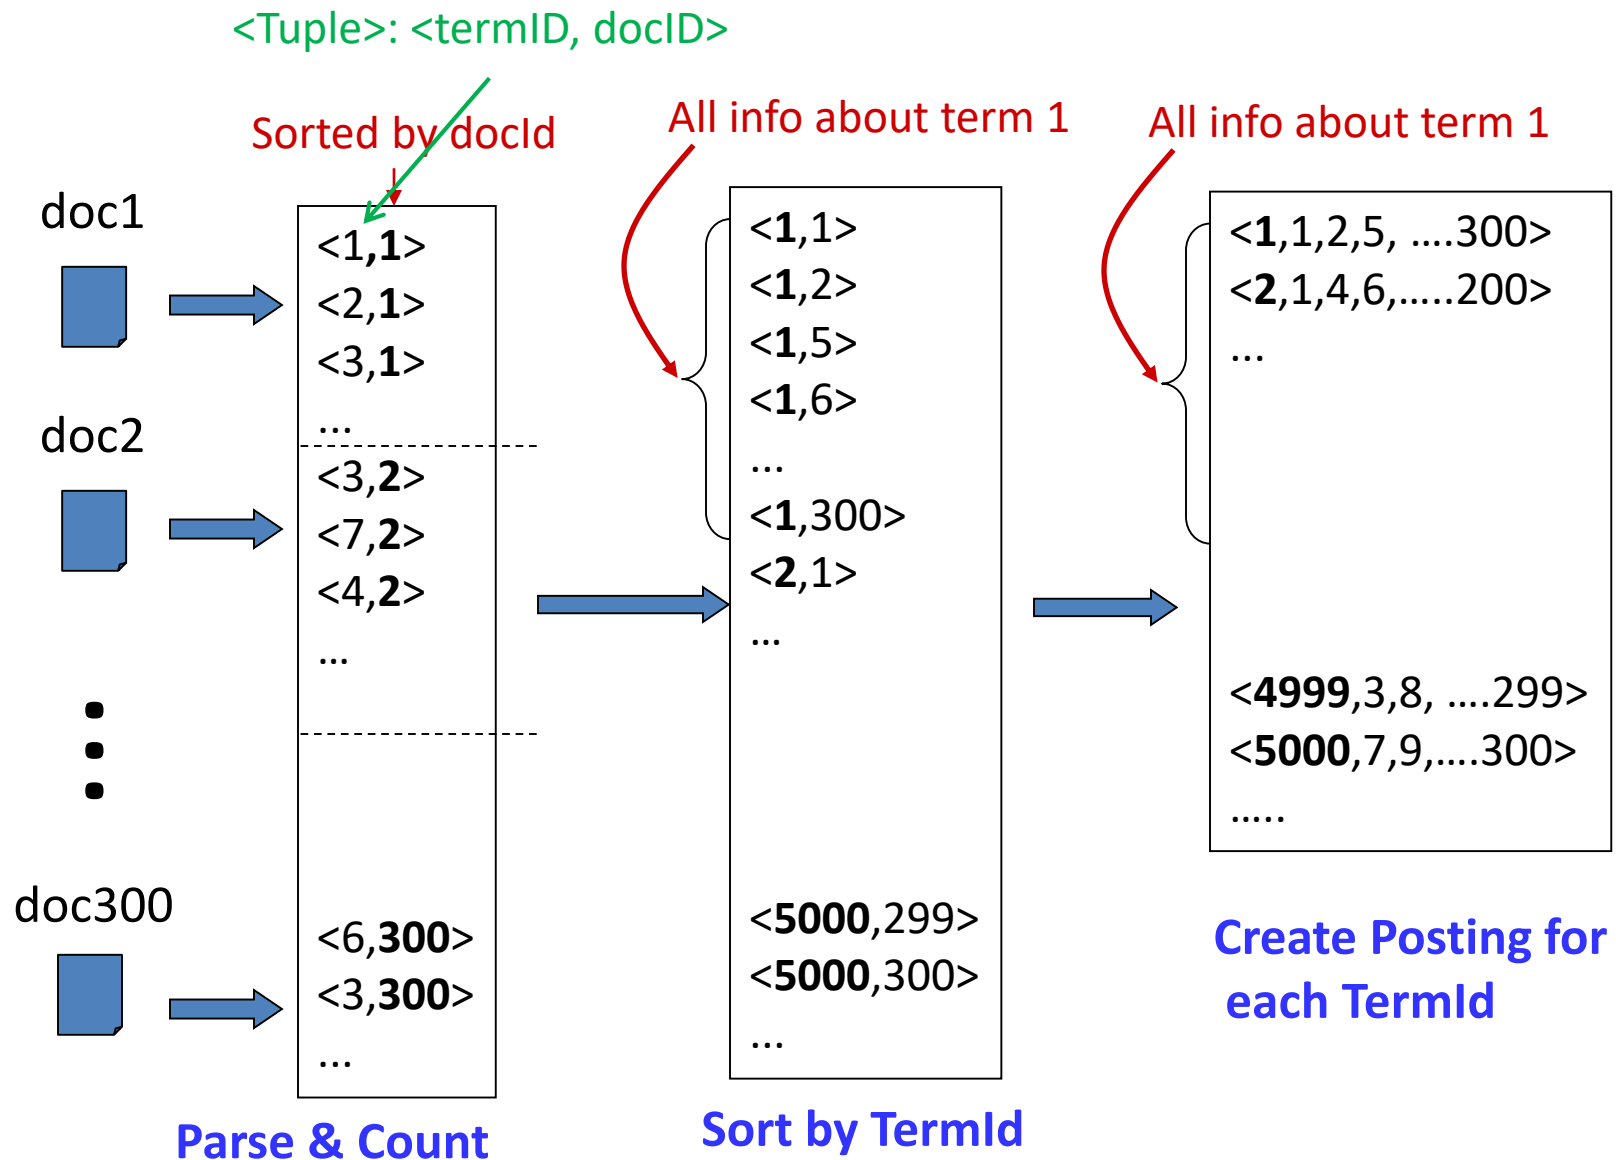 <Tuple>: <termID, docID>
Sorted by docId
All info about term 1
All info about term 1
doc1
doc2
doc300
<1,1>
<2,1>
<3,1>
...
<3,2>
<7,2>
<4,2>
...
<6,300>
<3,300>
...
Parse & Count
<1,1>
<1,2>
<1,5>
<1,6>
...
<1,300>
<2,1>
...
<5000,299>
<5000,300>
...
Sort by TermId
<1,1,2,5, ….300>
<2,1,4,6,…..200>
...
<4999,3,8, ….299>
<5000,7,9,….300>
…..
Create Posting for
each TermId